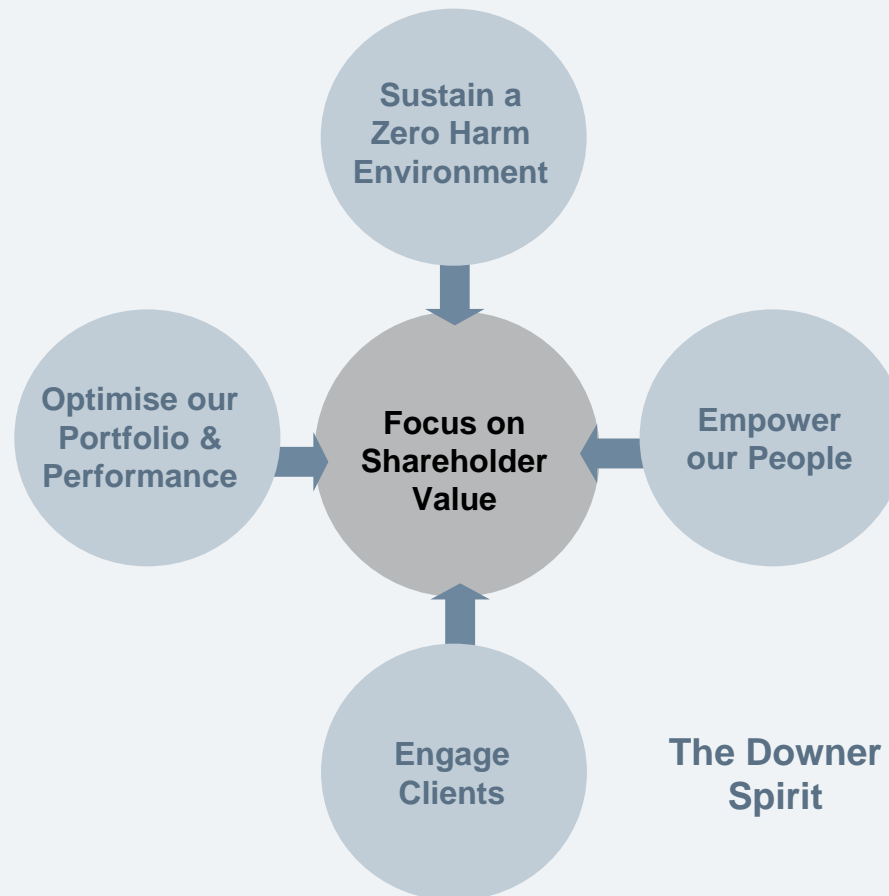 Sustain a
Zero Harm
Environment
Optimise our
Portfolio &
Performance
Focus on
Shareholder
Value
Empower
our People
Engage
Clients
The Downer
Spirit